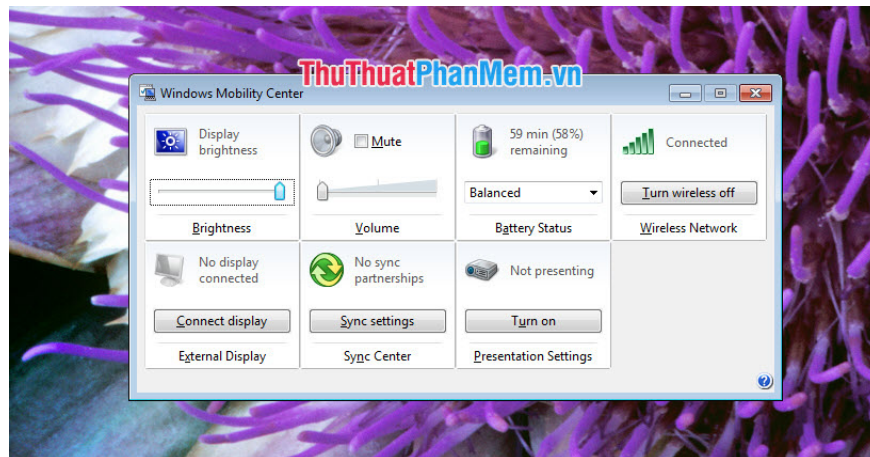 ThuThuatPhanMem.vn
Windows Mobility Center
Display
brightness
Brightness
Mute
Volume
59 min (58%)
remaining
Balanced
Battery Status
Connected
Turn wireless off
Wireless Network
No display
connected
Connect display
External Display
No sync
partnerships
Sync settings
Sync Center
Not presenting
Turn on
Presentation Settings
?